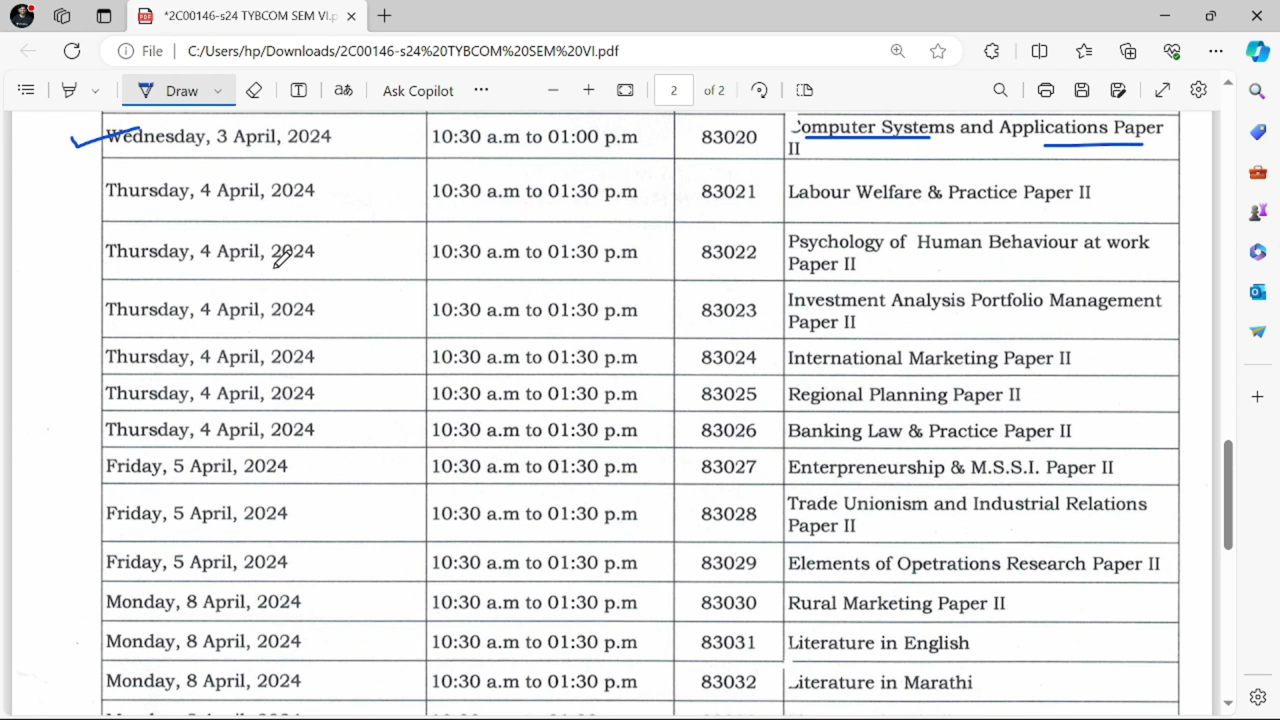 *2C00146-s24 TYBCOM SEM VI.p
File C:/Users/hp/Downloads/2C00146-s24%20TYBCOM%20SEM%20VI.pdf
Draw aあ Ask Copilot 2 of 2
Wednesday, 3 April, 2024 10:30 a.m to 01:00 p.m 83020 Computer Systems and Applications Paper
II
Thursday, 4 April, 2024 10:30 a.m to 01:30 p.m 83021 Labour Welfare & Practice Paper II
Thursday, 4 April, 2024 10:30 a.m to 01:30 p.m 83022 Psychology of Human Behaviour at work
Paper II
Thursday, 4 April, 2024 10:30 a.m to 01:30 p.m 83023 Investment Analysis Portfolio Management
Paper II
Thursday, 4 April, 2024 10:30 a.m to 01:30 p.m 83024 International Marketing Paper II
Thursday, 4 April, 2024 10:30 a.m to 01:30 p.m 83025 Regional Planning Paper II
Thursday, 4 April, 2024 10:30 a.m to 01:30 p.m 83026 Banking Law & Practice Paper II
Friday, 5 April, 2024 10:30 a.m to 01:30 p.m 83027 Enterpreneurship & M.S.S.I. Paper II
Friday, 5 April, 2024 10:30 a.m to 01:30 p.m 83028 Trade Unionism and Industrial Relations
Paper II
Friday, 5 April, 2024 10:30 a.m to 01:30 p.m 83029 Elements of Opetrations Research Paper II
Monday, 8 April, 2024 10:30 a.m to 01:30 p.m 83030 Rural Marketing Paper II
Monday, 8 April, 2024 10:30 a.m to 01:30 p.m 83031 Literature in English
Monday, 8 April, 2024 10:30 a.m to 01:30 p.m 83032 Literature in Marathi